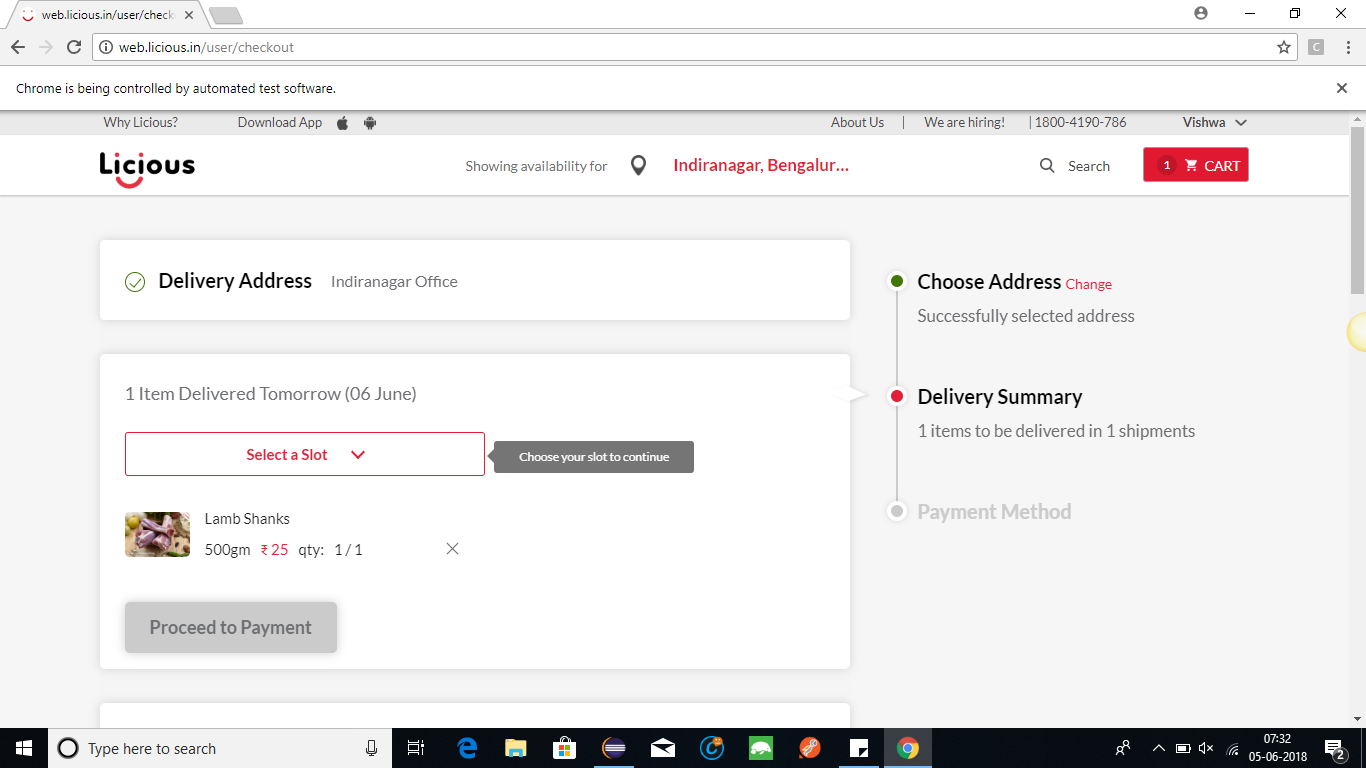 web.licious.in/user/check
web.licious.in/user/checkout
C
Chrome is being controlled by automated test software.
Why Licious? Download App About Us | We are hiring! | 1800-4190-786 Vishwa
Licious Showing availability for Indiranagar, Bengalur... Search 1 CART
Delivery Address Indiranagar Office
Choose Address Change
Successfully selected address
1 Item Delivered Tomorrow (06 June)
Delivery Summary
1 items to be delivered in 1 shipments
Select a Slot Choose your slot to continue
Lamb Shanks
500gm ₹ 25 qty: 1 / 1
Payment Method
Proceed to Payment
Type here to search
07:32
05-06-2018
2